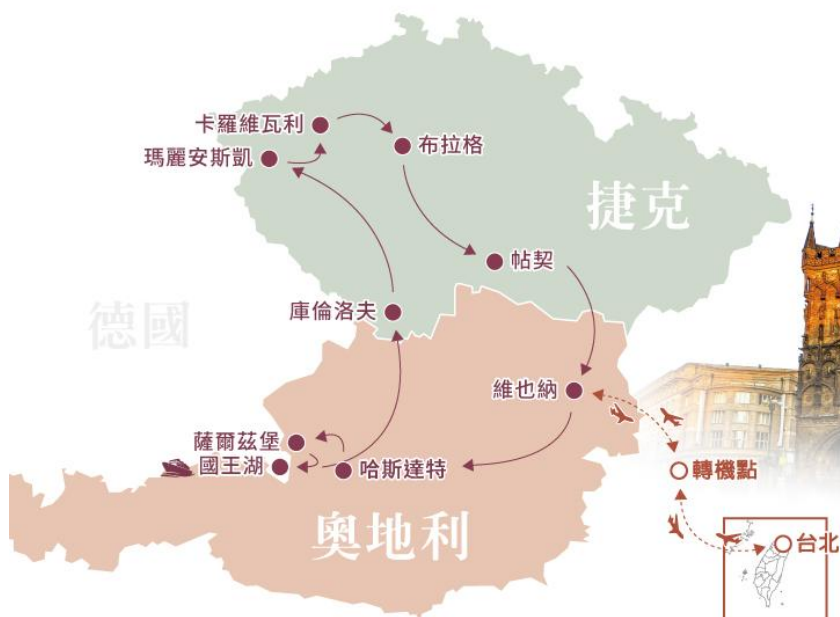 卡羅維瓦利
瑪麗安斯凱
布拉格
捷克
帖契
德國
庫倫洛夫
維也納
薩爾茲堡
國王湖
哈斯達特
轉機點
奧地利
台北